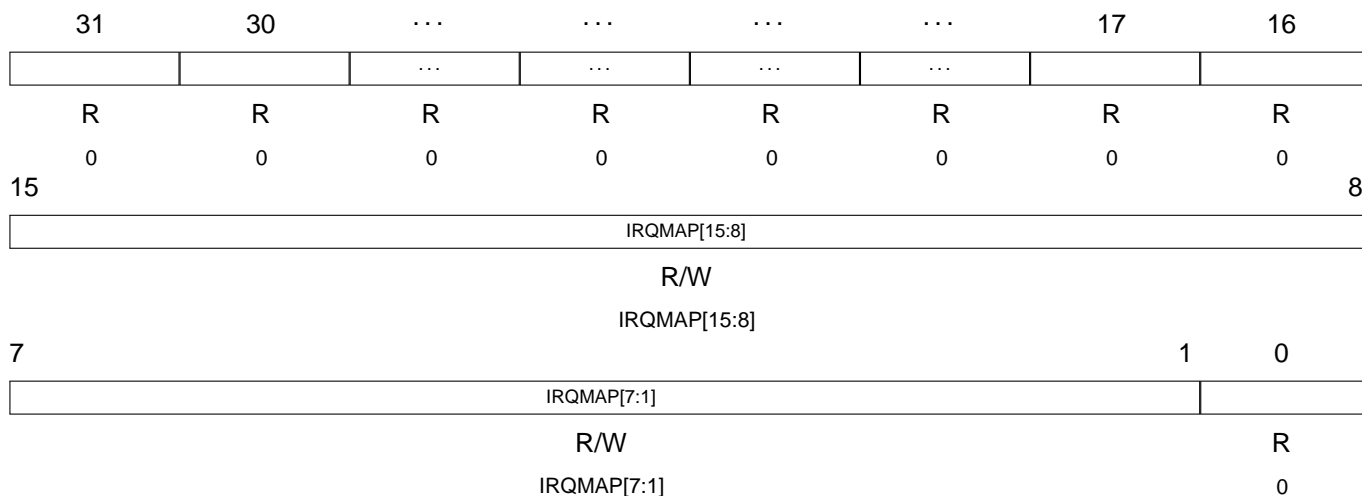 31 30 ... ... ... ... 17 16
... ... ... ...
R R R R R R R R
0 0 0 0 0 0 0 0
15 8
IRQMAP[15:8]
R/W
IRQMAP[15:8]
7 1 0
IRQMAP[7:1]
R/W R
IRQMAP[7:1] 0